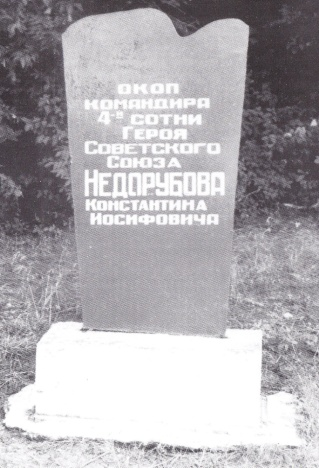 Окоп
командира
4-й сотни
Героя
Советского
Союза
Недорубова
Константина
Иосифовича